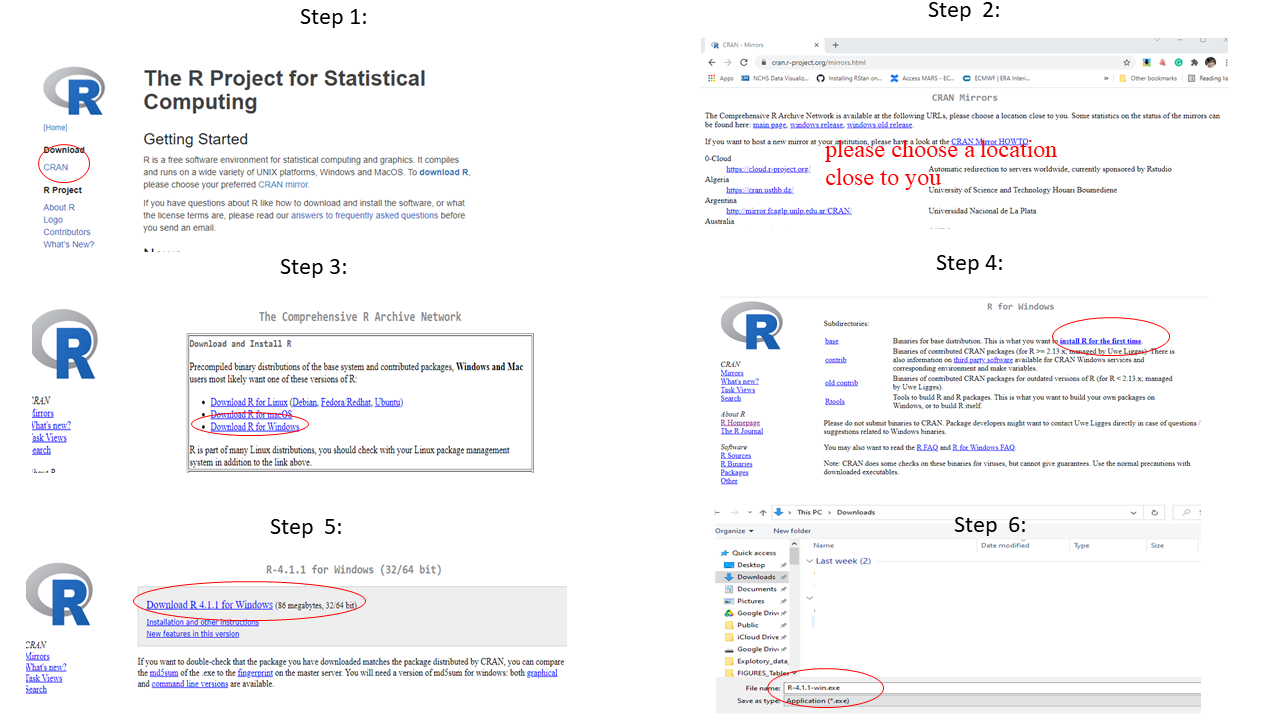 Step 1:
R
[Home]
Download
CRAN
R Project
About R
Logo
Contributors
What's New?
The R Project for Statistical
Computing
Getting Started
R is a free software environment for statistical computing and graphics. It compiles
and runs on a wide variety of UNIX platforms, Windows and MacOS. To download R,
please choose your preferred CRAN mirror.
If you have questions about R like how to download and install the software, or what
the license terms are, please read our answers to frequently asked questions before
you send an email.
Step 2:
CRAN - Mirrors
cran.r-project.org/mirrors.html
Apps NCHS Data Visualiz... Installing RStan on... Access MARS - EC... ECMWF | ERA Interi... » Other bookmarks Reading lis
CRAN Mirrors
The Comprehensive R Archive Network is available at the following URLs, please choose a location close to you. Some statistics on the status of the mirrors can
be found here: main page, windows release, windows old release.
If you want to host a new mirror at your institution, please have a look at the CRAN Mirror HOWTO.
please choose a location
close to you
0-Cloud
https://cloud.r-project.org/ Automatic redirection to servers worldwide, currently sponsored by Rstudio
Algeria
https://cran.usthb.dz/ University of Science and Technology Houari Boumediene
Argentina
http://mirror.fcaglp.unlp.edu.ar/CRAN/ Universidad Nacional de La Plata
Australia
Step 3:
R
CRAN
Mirrors
What's new?
Task Views
Search
About R
The Comprehensive R Archive Network
Download and Install R
Precompiled binary distributions of the base system and contributed packages, Windows and Mac
users most likely want one of these versions of R:
• Download R for Linux (Debian, Fedora/Redhat, Ubuntu)
• Download R for macOS
• Download R for Windows
R is part of many Linux distributions, you should check with your Linux package management
system in addition to the link above.
Step 4:
R
CRAN
Mirrors
What's new?
Task Views
Search
About R
R Homepage
The R Journal
Software
R Sources
R Binaries
Packages
Other
R for Windows
Subdirectories:
base Binaries for base distribution. This is what you want to install R for the first time.
contrib Binaries of contributed CRAN packages (for R >= 2.13.x; managed by Uwe Ligges). There is
also information on third party software available for CRAN Windows services and
corresponding environment and make variables.
old contrib Binaries of contributed CRAN packages for outdated versions of R (for R < 2.13.x; managed
by Uwe Ligges).
Rtools Tools to build R and R packages. This is what you want to build your own packages on
Windows, or to build R itself.
Please do not submit binaries to CRAN. Package developers might want to contact Uwe Ligges directly in case of questions /
suggestions related to Windows binaries.
You may also want to read the R FAQ and R for Windows FAQ.
Note: CRAN does some checks on these binaries for viruses, but cannot give guarantees. Use the normal precautions with
downloaded executables.
Step 5:
R
CRAN
Mirrors
What's new?
Task Views
Search
R-4.1.1 for Windows (32/64 bit)
Download R 4.1.1 for Windows (86 megabytes, 32/64 bit)
Installation and other instructions
New features in this version
If you want to double-check that the package you have downloaded matches the package distributed by CRAN, you can compare
the md5sum of the .exe to the fingerprint on the master server. You will need a version of md5sum for windows: both graphical
and command line versions are available.
Step 6:
This PC > Downloads
Organize New folder
Name Date modified Type Size
Last week (2)
Quick access
Desktop
Downloads
Documents
Pictures
Google Drive
Public
iCloud Drive
Google Drive
Explotory_data_
FIGURES_Tables
File name: R-4.1.1-win.exe
Save as type: Application (*.exe)